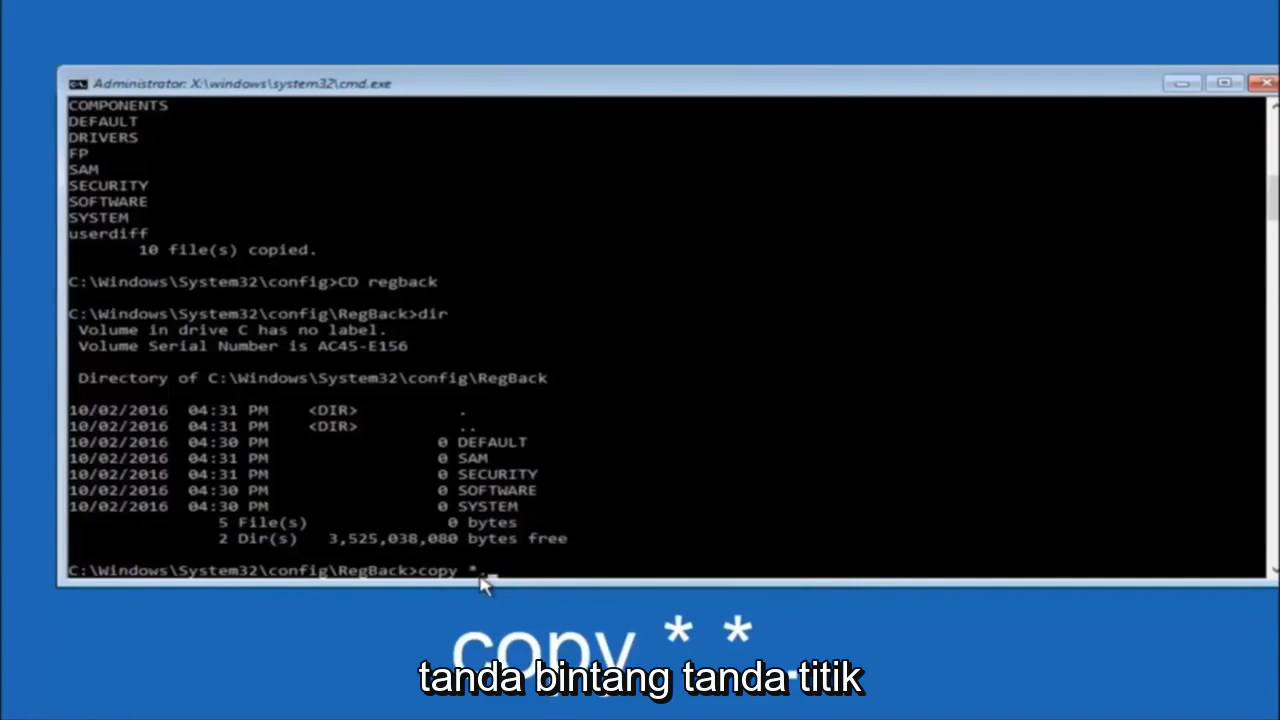 Administrator: X:\windows\system32\cmd.exe
COMPONENTS
DEFAULT
DRIVERS
FP
SAM
SECURITY
SOFTWARE
SYSTEM
userdiff
10 file(s) copied.
C:\Windows\System32\config>CD regback
C:\Windows\System32\config\RegBack>dir
Volume in drive C has no label.
Volume Serial Number is AC45-E156
Directory of C:\Windows\System32\config\RegBack
10/02/2016 04:31 PM <DIR> .
10/02/2016 04:31 PM <DIR> ..
10/02/2016 04:30 PM 0 DEFAULT
10/02/2016 04:31 PM 0 SAM
10/02/2016 04:31 PM 0 SECURITY
10/02/2016 04:30 PM 0 SOFTWARE
10/02/2016 04:30 PM 0 SYSTEM
5 File(s) 0 bytes
2 Dir(s) 3,525,038,080 bytes free
C:\Windows\System32\config\RegBack>copy *._
copy * *
tanda bintang tanda titik